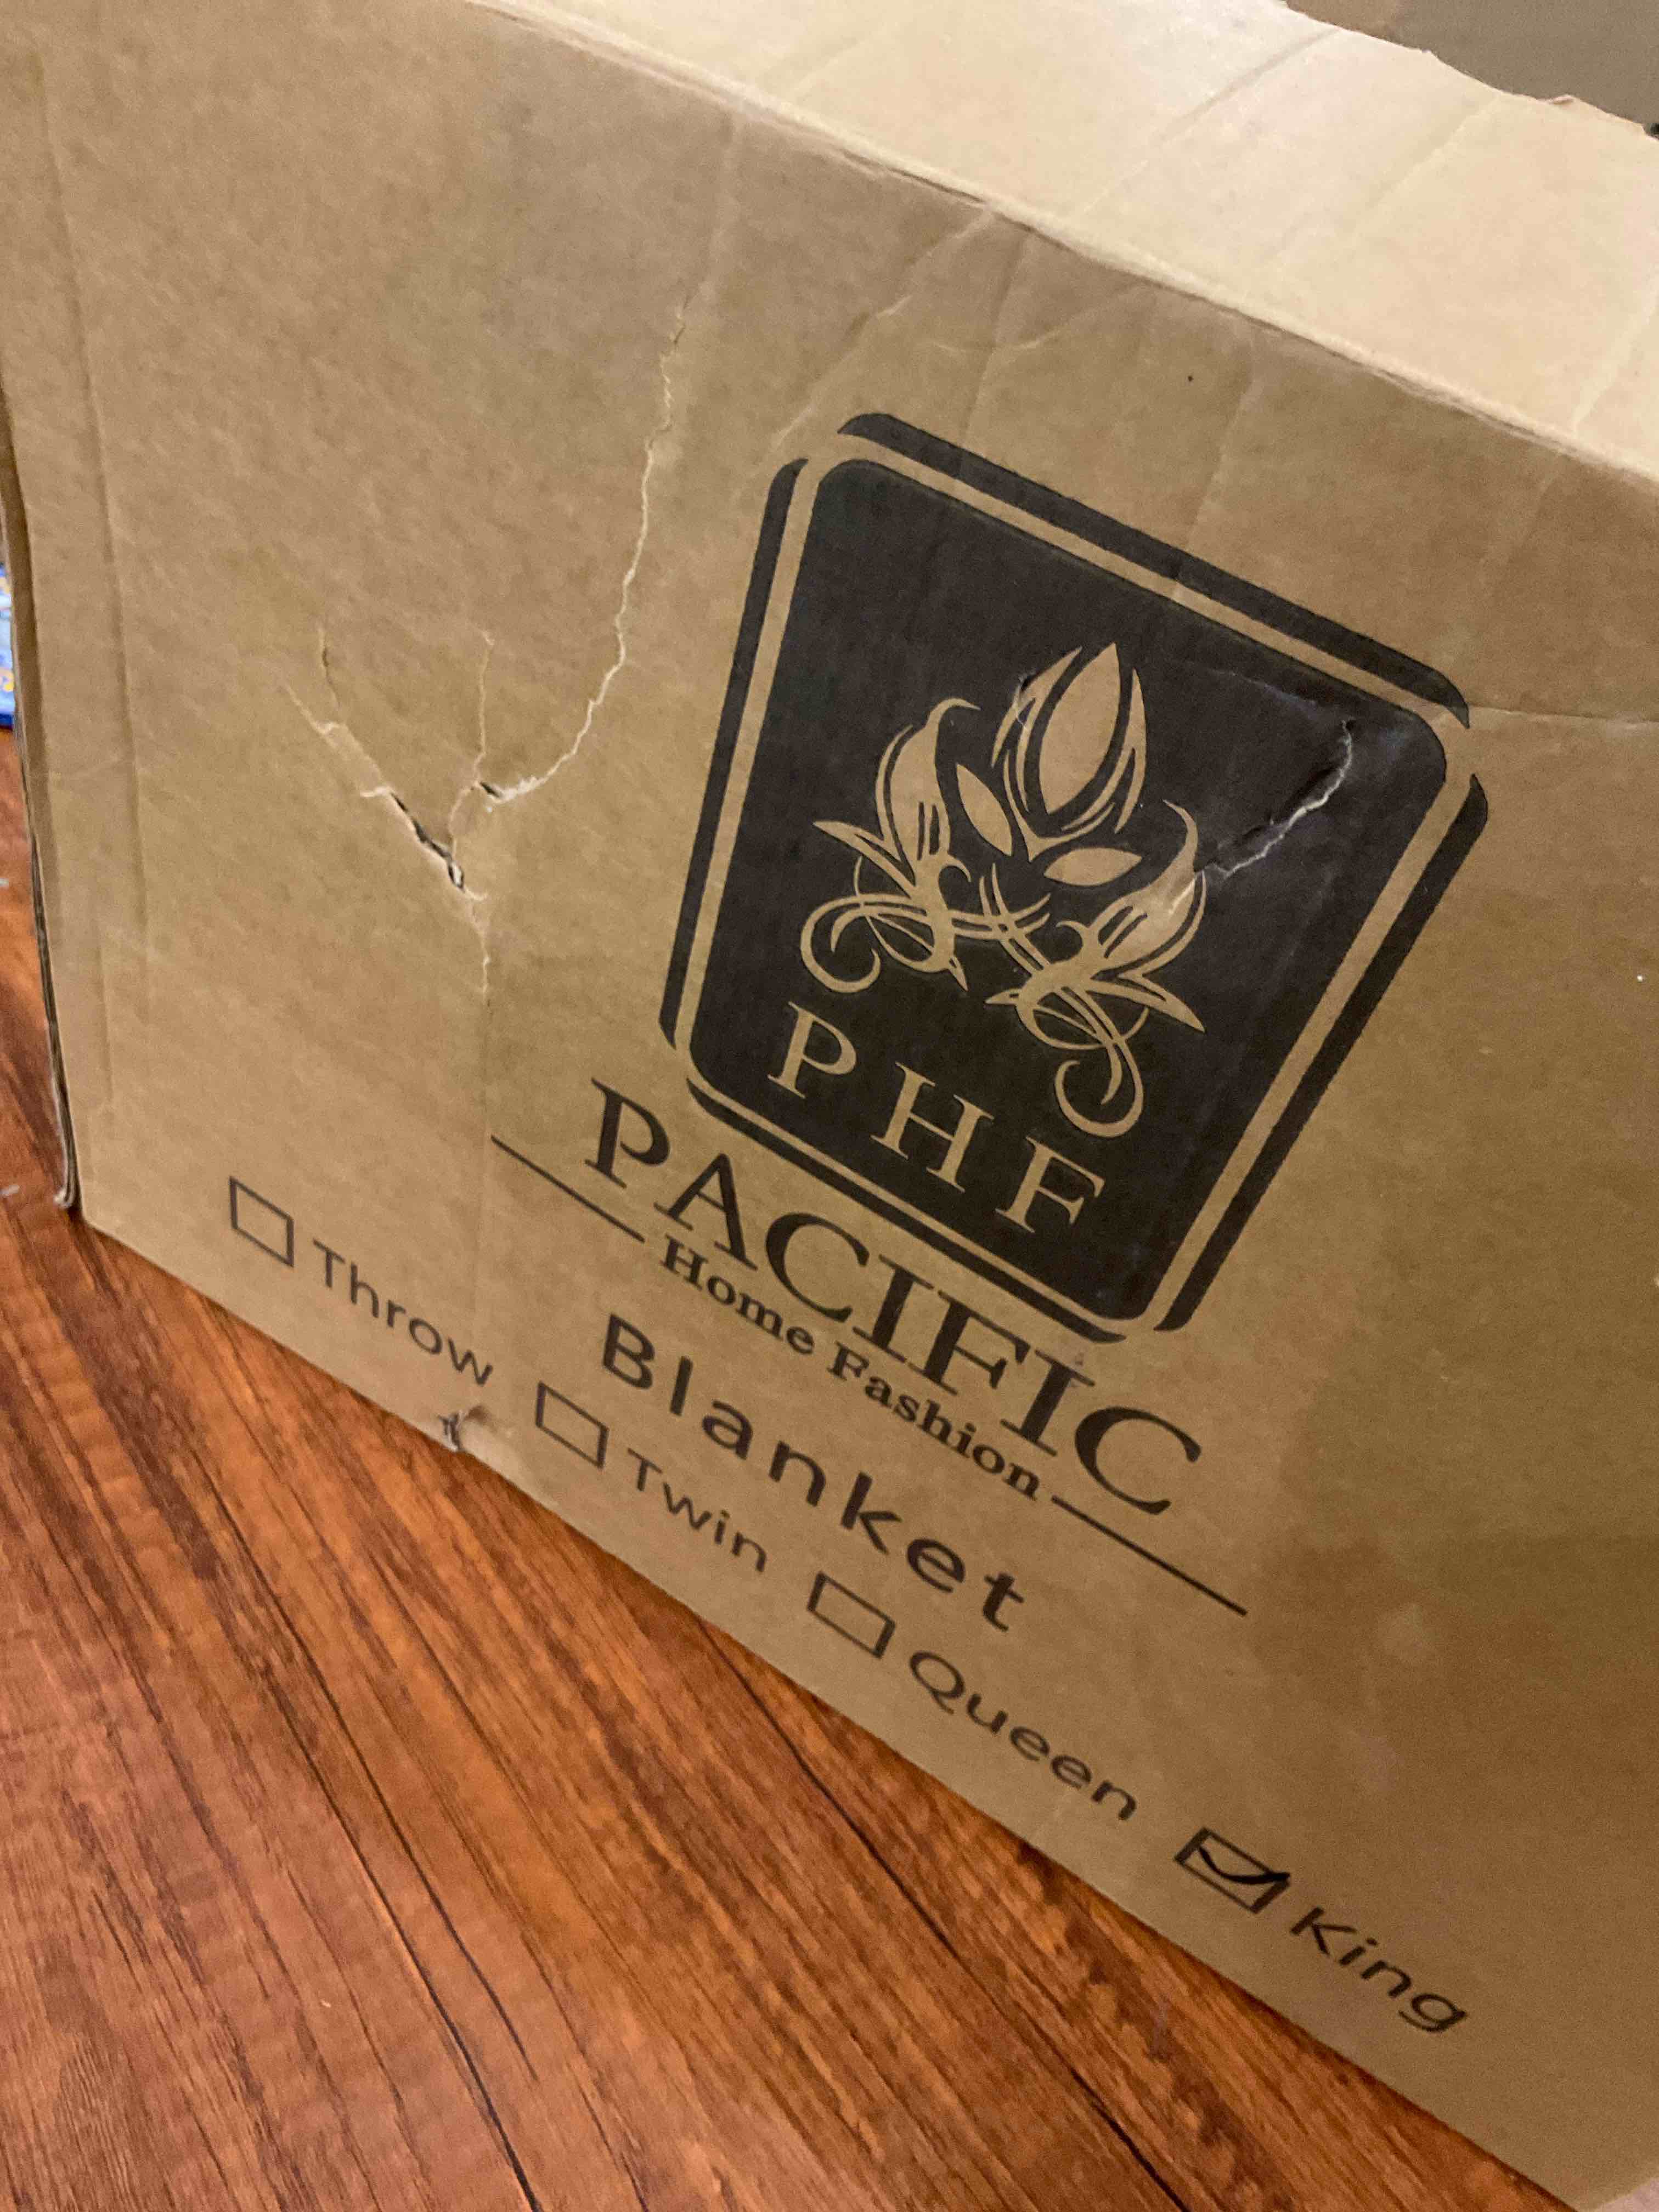 PHF
PACIFIC
Home Fashion
Blanket
Throw Twin Queen King